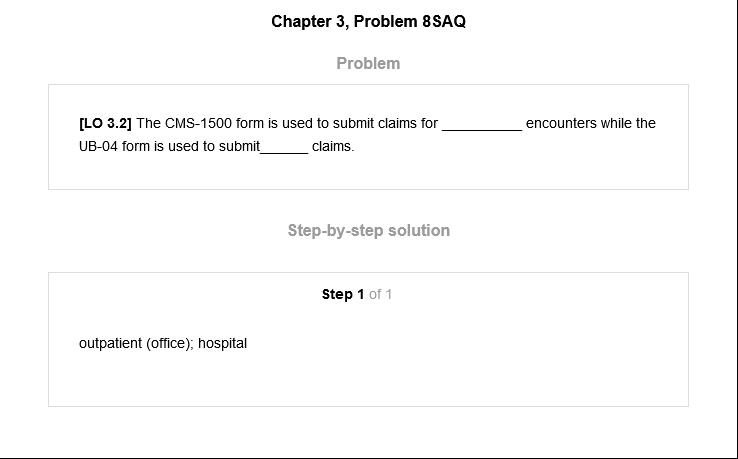 Chapter 3, Problem 8SAQ
Problem
[LO 3.2] The CMS-1500 form is used to submit claims for __________ encounters while the
UB-04 form is used to submit______ claims.
Step-by-step solution
Step 1 of 1
outpatient (office); hospital